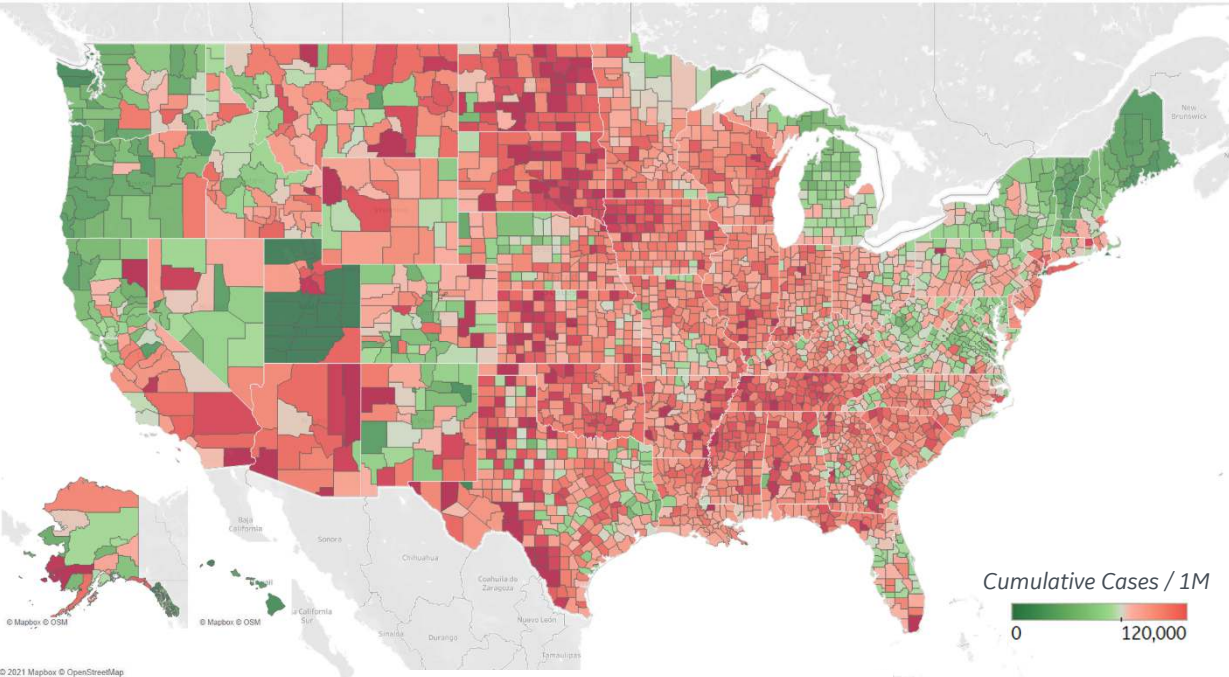 New
Brunswick
Baja
California
Sonora
Chihuahua
Coahuila de
Zaragoza
Cumulative Cases / 1M
0
120,000
© Mapbox © OSM
© Mapbox © OSM
a California
Sur
Sinaloa
Durango
Nuevo León
Tamaulipas
© 2021 Mapbox © OpenStreetMap